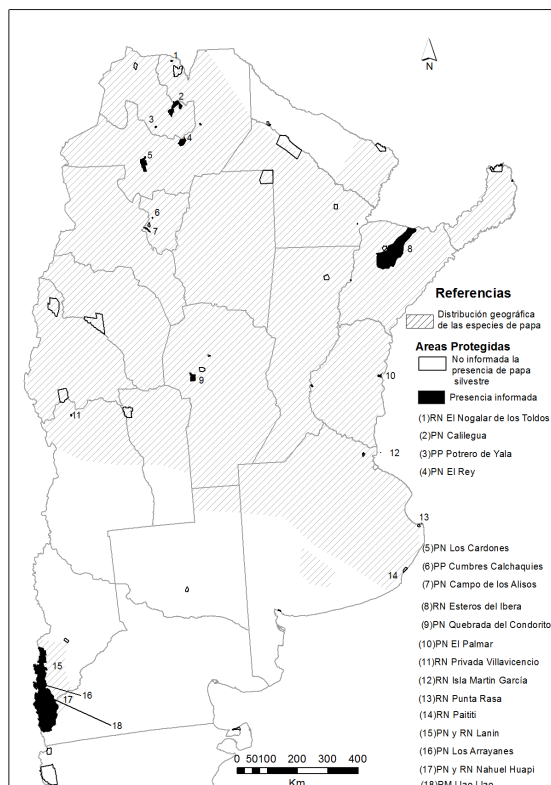 N
1
2
3
4
5
6
7
8
Referencias
Distribución geográfica
de las especies de papa
Areas Protegidas
No informada la
presencia de papa
silvestre
Presencia informada
9
10
11
12
13
14
15
16
17
18
(1)RN El Nogalar de los Toldos
(2)PN Calilegua
(3)PP Potrero de Yala
(4)PN El Rey
(5)PN Los Cardones
(6)PP Cumbres Calchaquies
(7)PN Campo de los Alisos
(8)RN Esteros del Ibera
(9)PN Quebrada del Condorito
(10)PN El Palmar
(11)RN Privada Villavicencio
(12)RN Isla Martin García
(13)RN Punta Rasa
(14)RN Paititi
(15)PN y RN Lanin
(16)PN Los Arrayanes
(17)PN y RN Nahuel Huapi
(18)PM Llao Llao
0 50100 200 300 400
Km